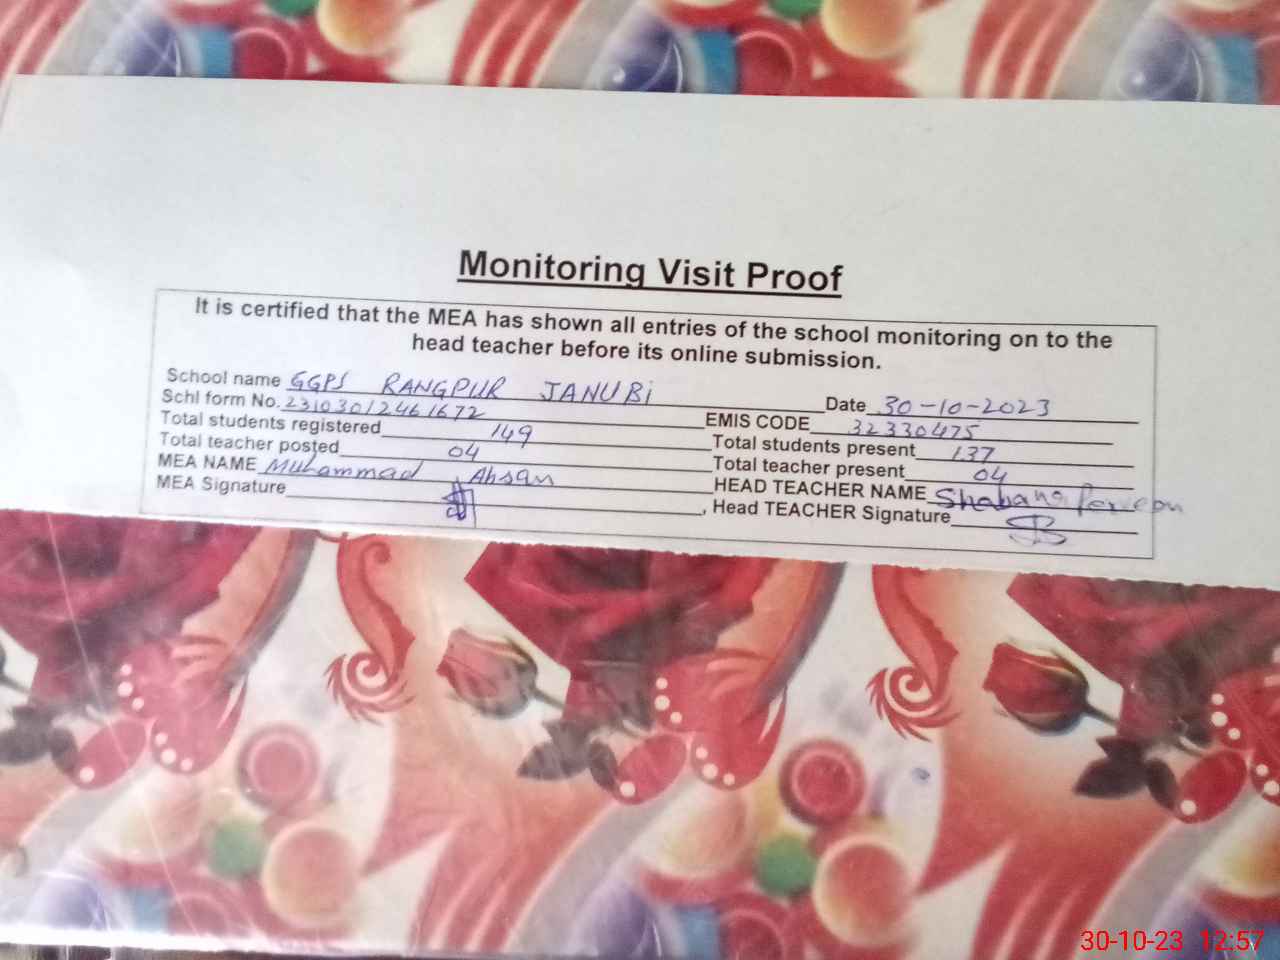 Monitoring Visit Proof
It is certified that the MEA has shown all entries of the school monitoring on to the
head teacher before its online submission.
School name GGPS RANGPUR JANUBi Date 30-10-2023
Schl form No. 23103012461672 EMIS CODE 32330475
Total students registered 149 Total students present 137
Total teacher posted 04 Total teacher present 04
MEA NAME Muhammad Ahsan HEAD TEACHER NAME Shabana Perveen
MEA Signature , Head TEACHER Signature
30-10-23 12:57